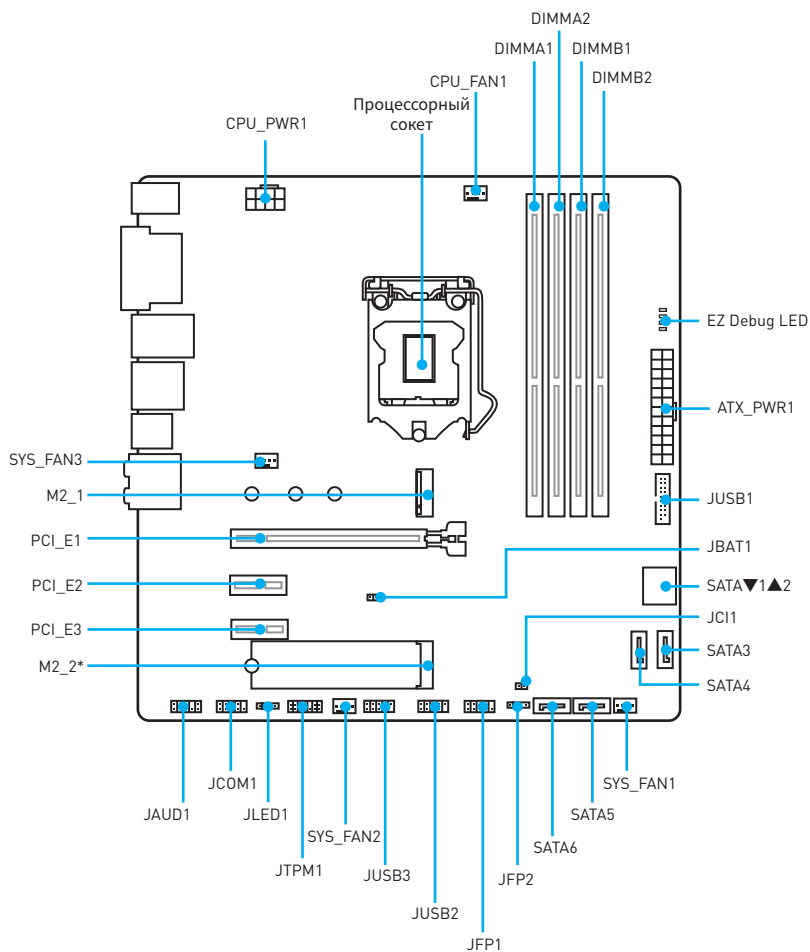 DIMMA2
DIMMA1
DIMMB1
CPU_FAN1
DIMMB2
Процессорный
сокет
CPU_PWR1
EZ Debug LED
ATX_PWR1
SYS_FAN3
M2_1
JUSB1
PCI_E1
JBAT1
PCI_E2
SATA▼1▲2
JCI1
PCI_E3
SATA3
M2_2*
SATA4
JCOM1
SYS_FAN1
JAUD1
JLED1
SATA5
SYS_FAN2
SATA6
JTPM1
JUSB3
JFP2
JUSB2
JFP1